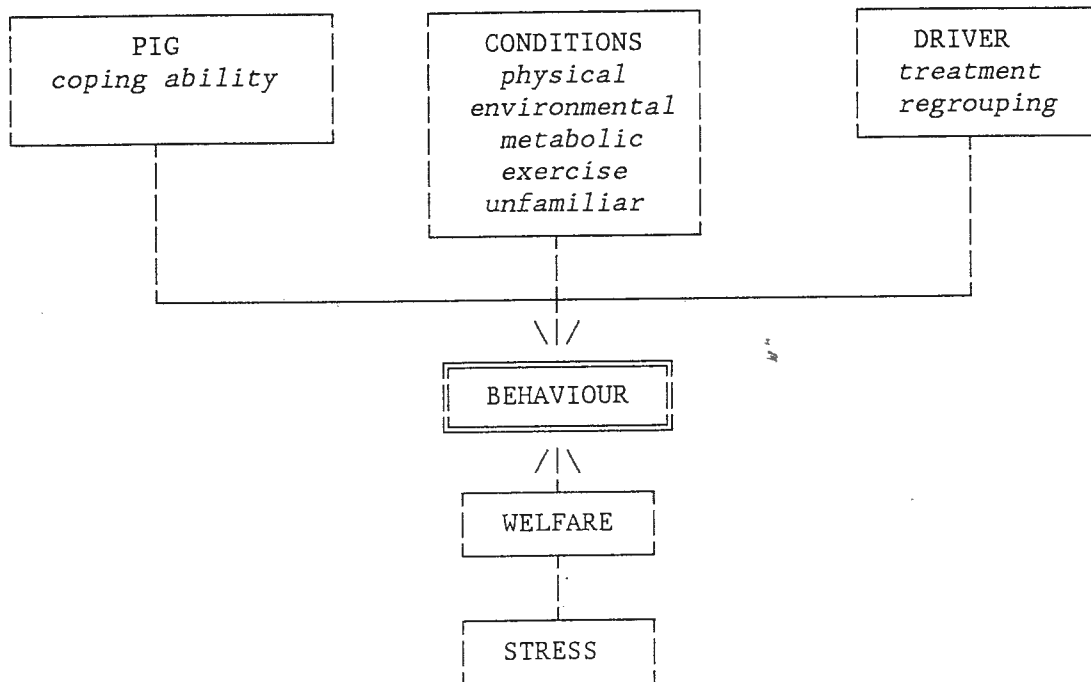 PIG
coping ability
CONDITIONS
physical
environmental
metabolic
exercise
unfamiliar
DRIVER
treatment
regrouping
BEHAVIOUR
WELFARE
STRESS